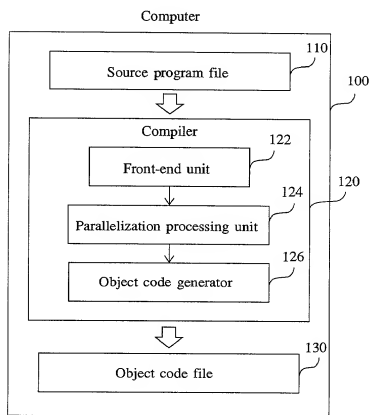 Computer
110
Source program file
100
Compiler
122
Front-end unit
120
124
Parallelization processing unit
126
Object code generator
130
Object code file